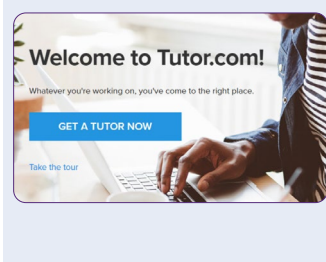 Welcome to Tutor.com!
Whatever you're working on, you've come to the right place.
GET A TUTOR NOW
Take the tour